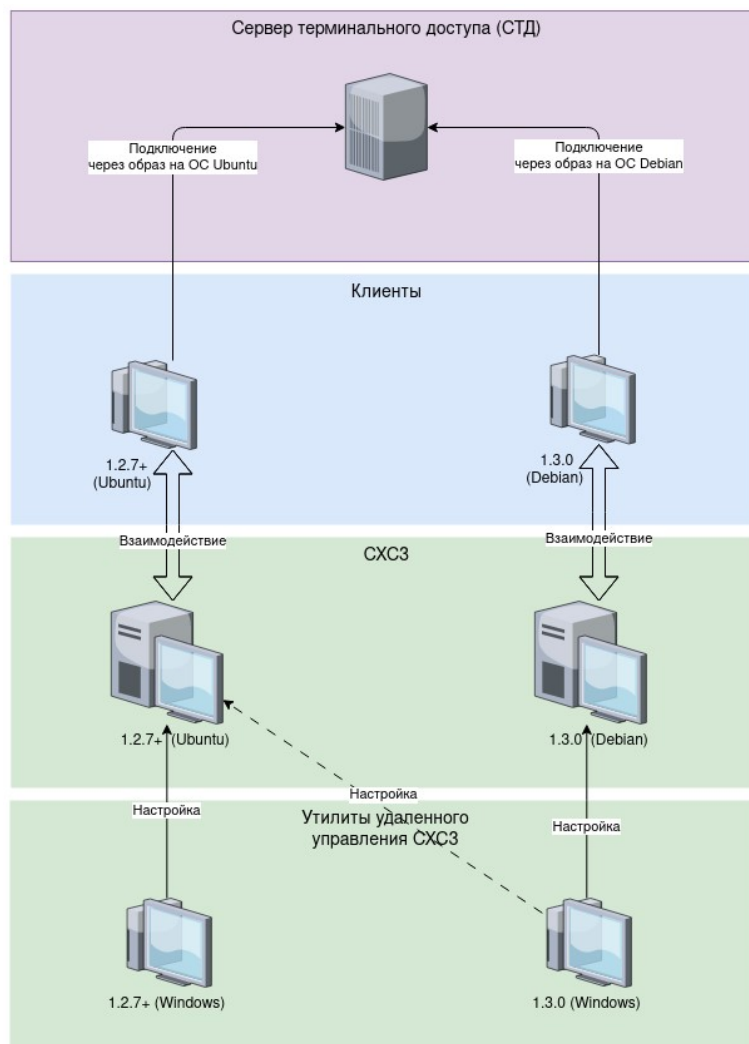 Сервер терминального доступа (СТД)
Подключение
через образ на ОС Ubuntu
Подключение
через образ на ОС Debian
Клиенты
1.2.7+
(Ubuntu)
1.3.0
(Debian)
Взаимодействие
Взаимодействие
СХСЗ
1.2.7+ (Ubuntu)
1.3.0 (Debian)
Настройка
Настройка
Настройка
Утилиты удаленного
управления СХСЗ
1.2.7+ (Windows)
1.3.0 (Windows)